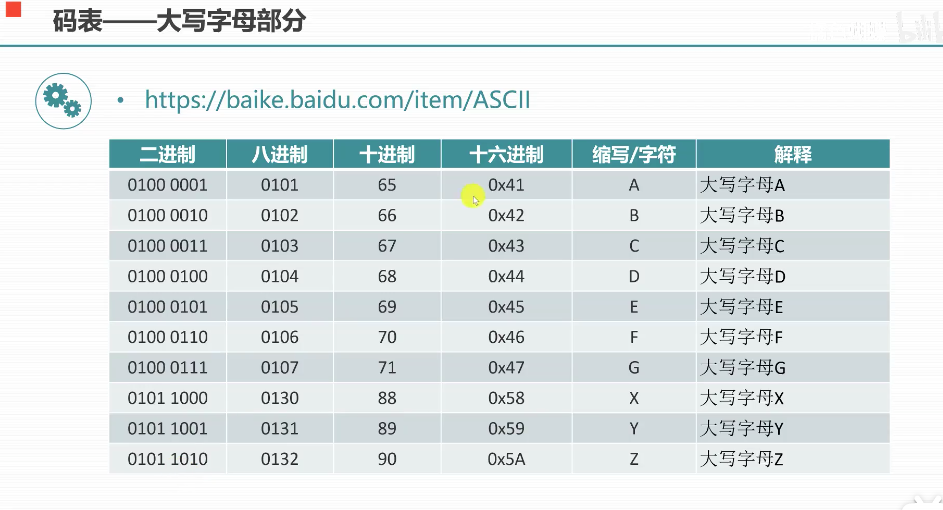 码表——大写字母部分
• https://baike.baidu.com/item/ASCII
二进制 八进制 十进制 十六进制 缩写/字符 解释
0100 0001 0101 65 0x41 A 大写字母A
0100 0010 0102 66 0x42 B 大写字母B
0100 0011 0103 67 0x43 C 大写字母C
0100 0100 0104 68 0x44 D 大写字母D
0100 0101 0105 69 0x45 E 大写字母E
0100 0110 0106 70 0x46 F 大写字母F
0100 0111 0107 71 0x47 G 大写字母G
0101 1000 0130 88 0x58 X 大写字母X
0101 1001 0131 89 0x59 Y 大写字母Y
0101 1010 0132 90 0x5A Z 大写字母Z